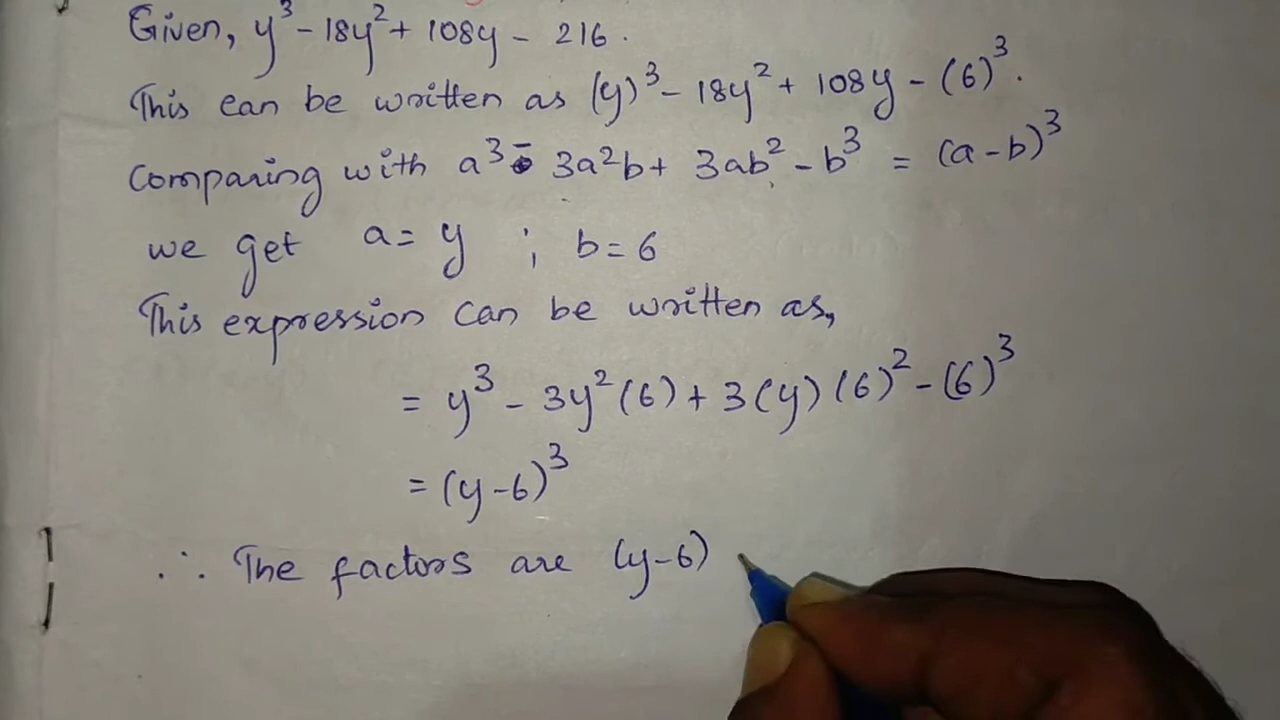 Given, y³ - 18y² + 108y - 216.
This can be written as (y)³ - 18y² + 108y - (6)³.
Comparing with a³ - 3a²b + 3ab² - b³ = (a-b)³
we get a = y ; b = 6
This expression can be written as,
= y³ - 3y²(6) + 3(y)(6)² - (6)³
= (y-6)³
∴ The factors are (y-6)